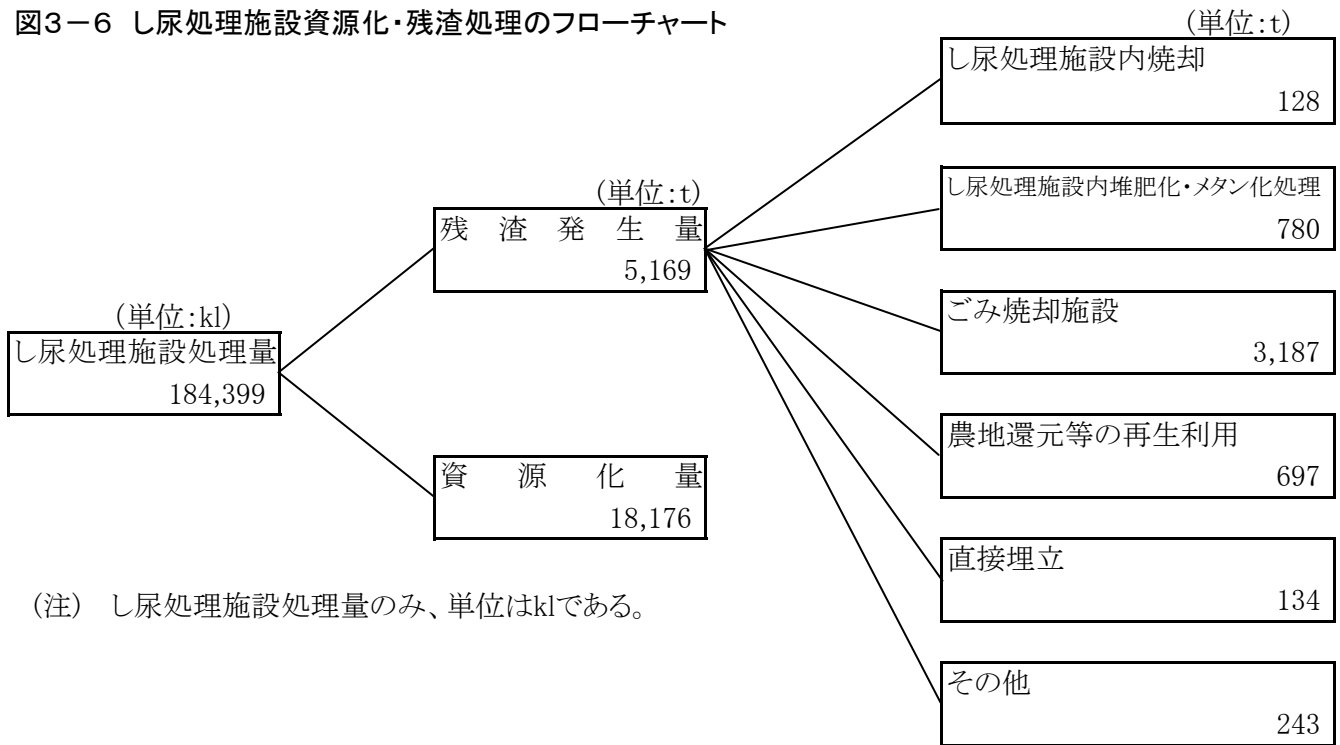 図3－6 し尿処理施設資源化・残渣処理のフローチャート
(単位:kl)
し尿処理施設処理量
184,399
(単位:t)
残渣発生量
5,169
資源化量
18,176
(単位:t)
し尿処理施設内焼却
128
し尿処理施設内堆肥化・メタン化処理
780
ごみ焼却施設
3,187
農地還元等の再生利用
697
直接埋立
134
その他
243
(注) し尿処理施設処理量のみ、単位はklである。